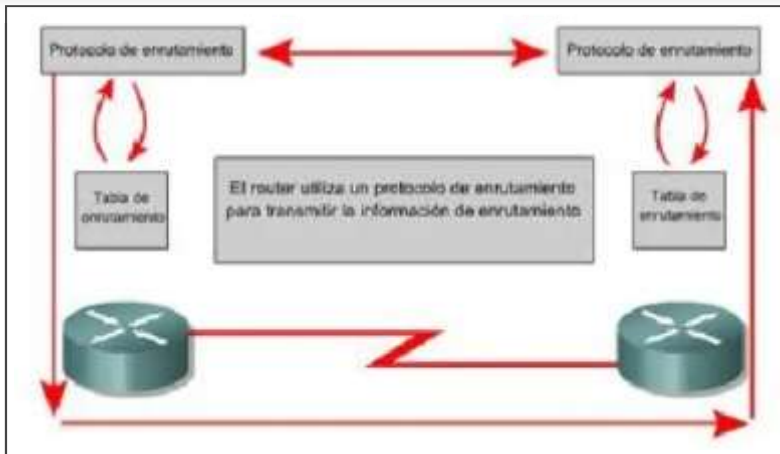 Protocolo de enrutamiento
Protocolo de enrutamiento
Tabla de
enrutamiento
El router utiliza un protocolo de enrutamiento
para transmitir la información de enrutamiento
Tabla de
enrutamiento